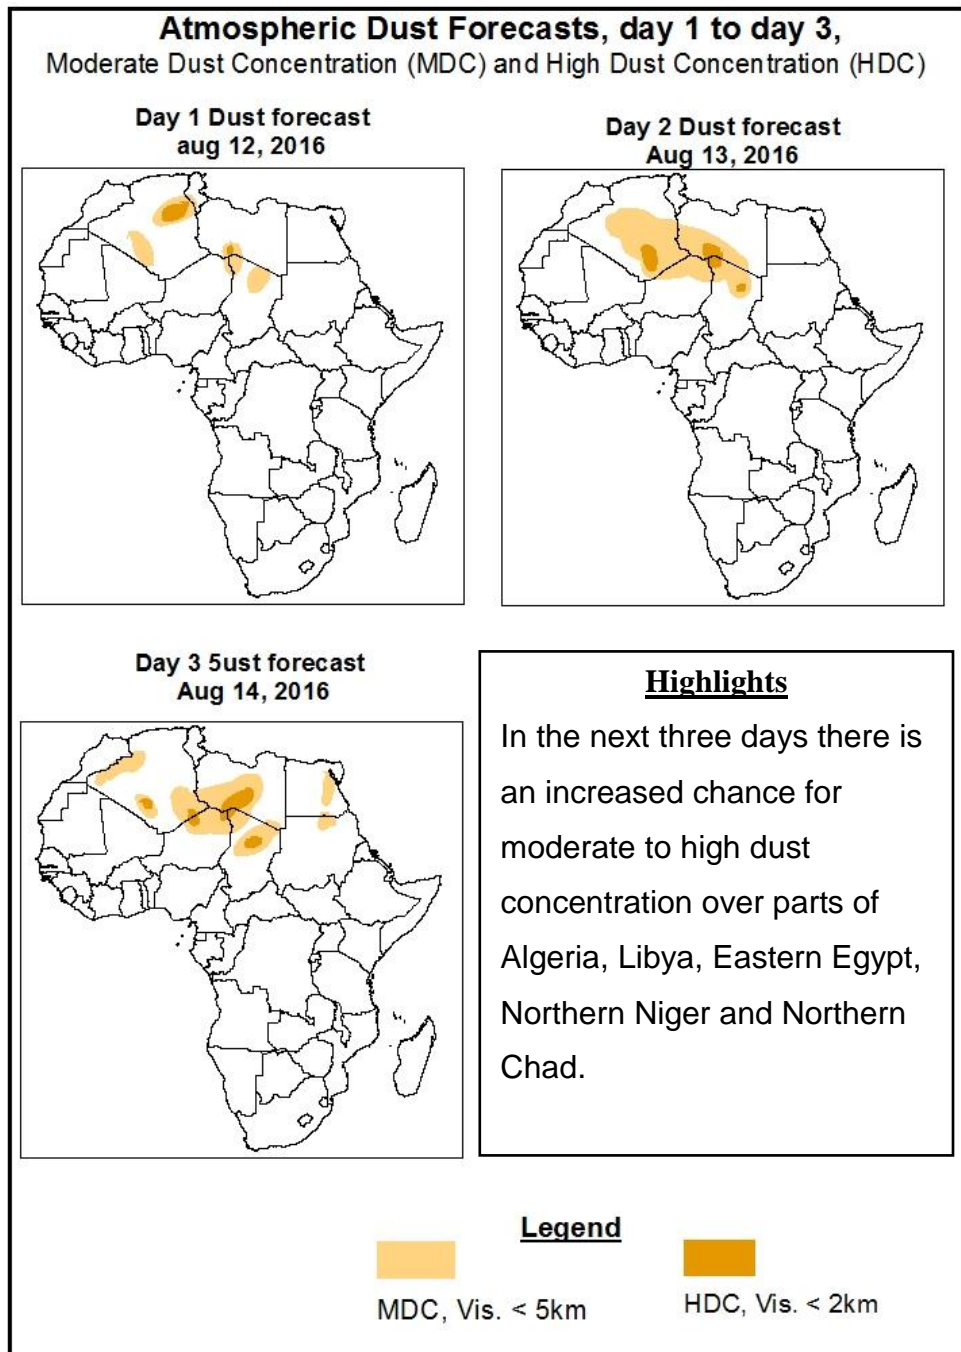 Atmospheric Dust Forecasts, day 1 to day 3,
Moderate Dust Concentration (MDC) and High Dust Concentration (HDC)
Day 1 Dust forecast
aug 12, 2016
Day 2 Dust forecast
Aug 13, 2016
Day 3 5ust forecast
Aug 14, 2016
Highlights
In the next three days there is
an increased chance for
moderate to high dust
concentration over parts of
Algeria, Libya, Eastern Egypt,
Northern Niger and Northern
Chad.
Legend
MDC, Vis. < 5km
HDC, Vis. < 2km